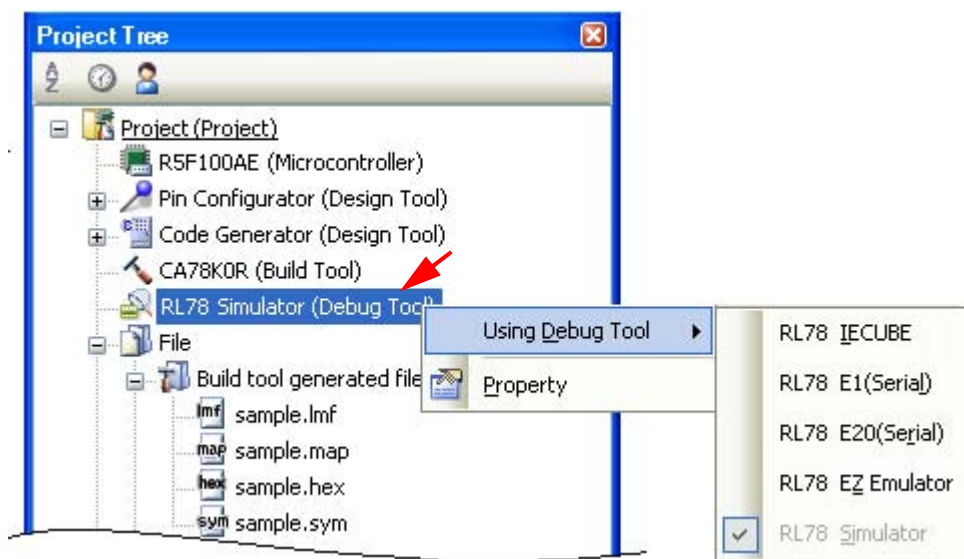 Project Tree
Project (Project)
R5F100AE (Microcontroller)
Pin Configurator (Design Tool)
Code Generator (Design Tool)
CA78K0R (Build Tool)
RL78 Simulator (Debug Tool)
File
Build tool generated file
lmf sample.lmf
map sample.map
hex sample.hex
sym sample.sym
Using Debug Tool
Property
RL78 IECUBE
RL78 E1(Serial)
RL78 E20(Serial)
RL78 EZ Emulator
RL78 Simulator